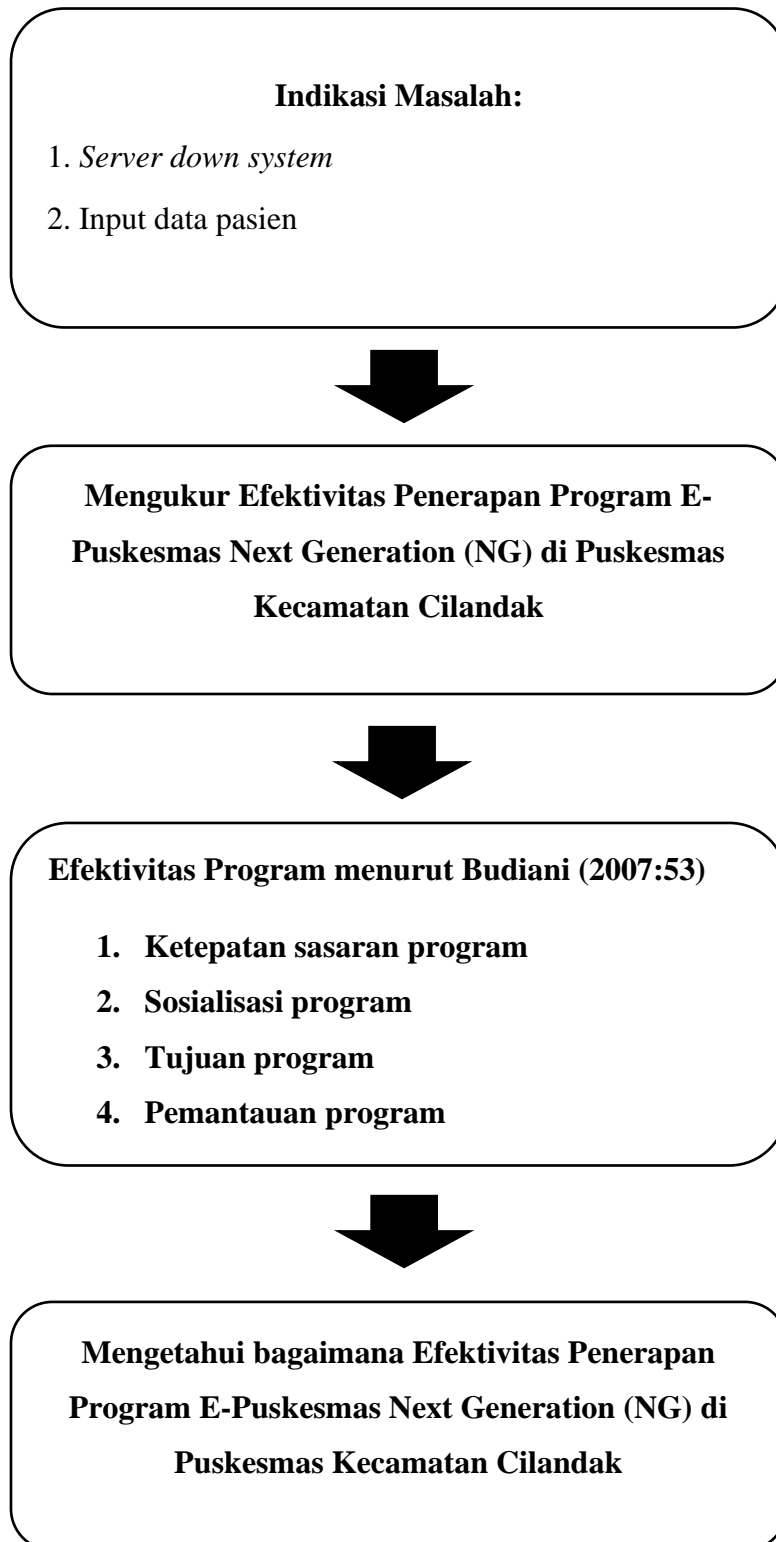 Indikasi Masalah:
1. Server down system
2. Input data pasien
Mengukur Efektivitas Penerapan Program E-
Puskesmas Next Generation (NG) di Puskesmas
Kecamatan Cilandak
Efektivitas Program menurut Budiani (2007:53)
1. Ketepatan sasaran program
2. Sosialisasi program
3. Tujuan program
4. Pemantauan program
Mengetahui bagaimana Efektivitas Penerapan
Program E-Puskesmas Next Generation (NG) di
Puskesmas Kecamatan Cilandak